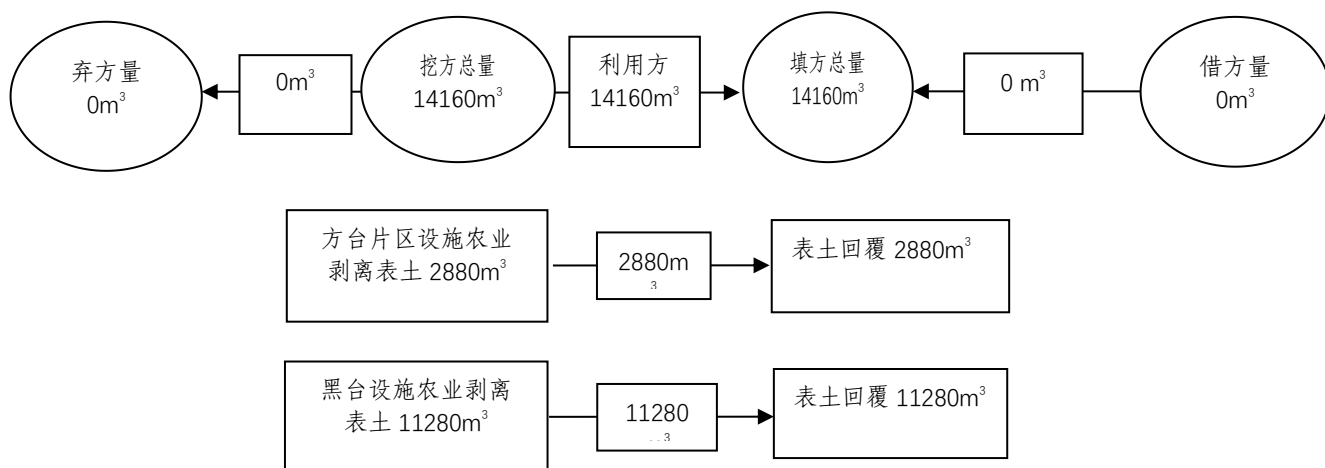 弃方量
0m³
0m³
挖方总量
14160m³
利用方
14160m³
填方总量
14160m³
0 m³
借方量
0m³
方台片区设施农业
剥离表土 2880m³
2880m
³
表土回覆 2880m³
黑台设施农业剥离
表土 11280m³
11280
³
表土回覆 11280m³